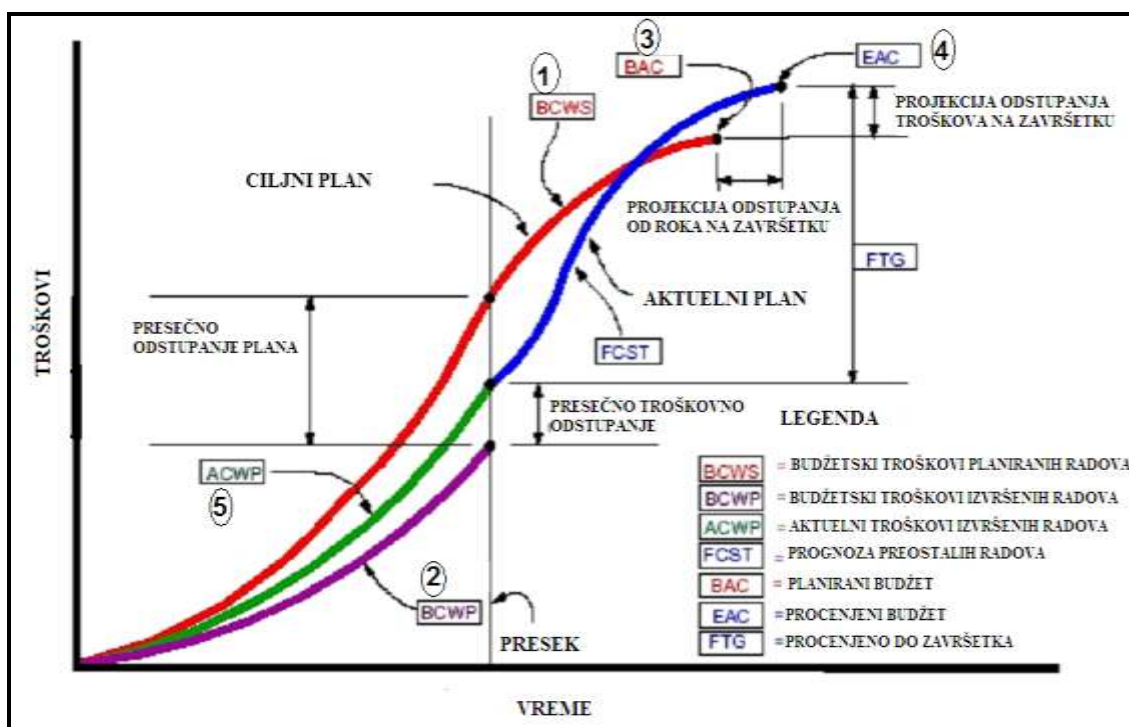 3
4
EAC
BAC
1
BCWS
PROJEKCIJA ODSTUPANJA
TROŠKOVA NA ZAVRŠETKU
CILJNI PLAN
PROJEKCIJA ODSTUPANJA
OD ROKA NA ZAVRŠETKU
FTG
TROŠKOVI
AKTUELNI PLAN
PRESEČNO
ODSTUPANJE PLANA
FCST
PRESEČNO TROŠKOVNO
ODSTUPANJE
LEGENDA
ACWP
5
2
BCWP
PRESEK
BCWS = BUDŽETSKI TROŠKOVI PLANIRANIH RADOVA
BCWP = BUDŽETSKI TROŠKOVI IZVRŠENIH RADOVA
ACWP = AKTUELNI TROŠKOVI IZVRŠENIH RADOVA
FCST = PROGNOZA PREOSTALIH RADOVA
BAC = PLANIRANI BUDŽET
EAC =PROCENJENI BUDŽET
FTG =PROCENJENO DO ZAVRŠETKA
VREME